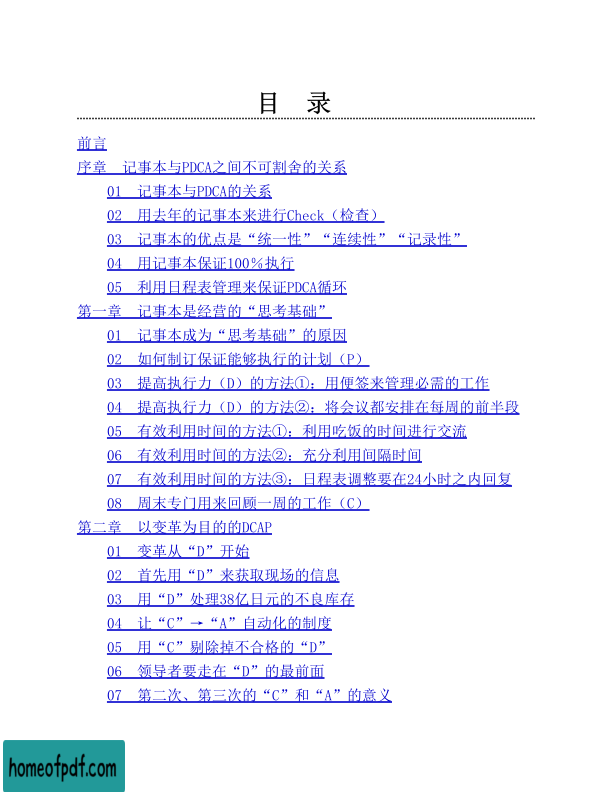 目 录
前言
序章 记事本与PDCA之间不可割舍的关系
01 记事本与PDCA的关系
02 用去年的记事本来进行Check（检查）
03 记事本的优点是“统一性”“连续性”“记录性”
04 用记事本保证100％执行
05 利用日程表管理来保证PDCA循环
第一章 记事本是经营的“思考基础”
01 记事本成为“思考基础”的原因
02 如何制订保证能够执行的计划（P）
03 提高执行力（D）的方法①：用便签来管理必需的工作
04 提高执行力（D）的方法②：将会议都安排在每周的前半段
05 有效利用时间的方法①：利用吃饭的时间进行交流
06 有效利用时间的方法②：充分利用间隔时间
07 有效利用时间的方法③：日程表调整要在24小时之内回复
08 周末专门用来回顾一周的工作（C）
第二章 以变革为目的的DCAP
01 变革从“D”开始
02 首先用“D”来获取现场的信息
03 用“D”处理38亿日元的不良库存
04 让“C”→“A”自动化的制度
05 用“C”剔除掉不合格的“D”
06 领导者要走在“D”的最前面
07 第二次、第三次的“C”和“A”的意义
homeofpdf.com